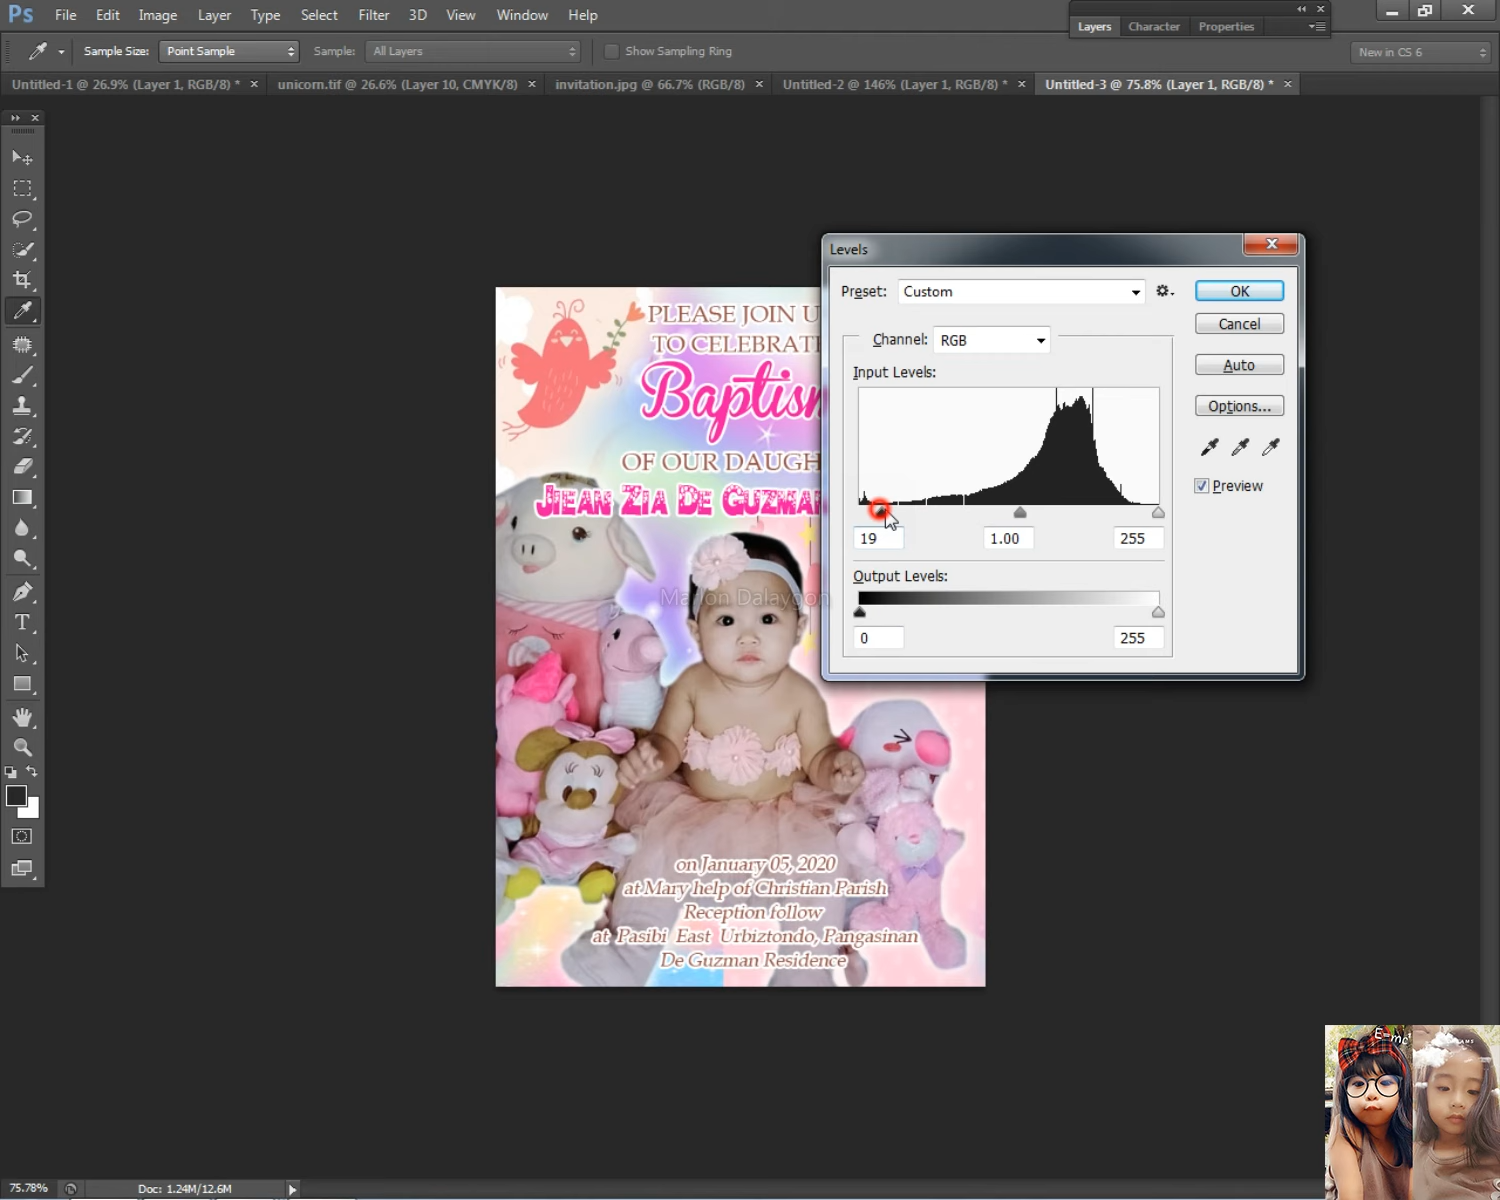 Ps File Edit Image Layer Type Select Filter 3D View Window Help
Layers Character Properties
Sample Size: Point Sample Sample: All Layers Show Sampling Ring New in CS 6
Untitled-1 @ 26.9% (Layer 1, RGB/8) * × unicorn.tif @ 26.6% (Layer 10, CMYK/8) × invitation.jpg @ 66.7% (RGB/8) × Untitled-2 @ 146% (Layer 1, RGB/8) * × Untitled-3 @ 75.8% (Layer 1, RGB/8) * ×
Levels
Preset: Custom OK
Cancel
Channel: RGB
Auto
Input Levels:
Options...
Preview
19 1.00 255
Output Levels:
0 255
PLEASE JOIN U
TO CELEBRATE
Baptism
OF OUR DAUGH
JIEAN ZIA DE GUZMAN
Marlon Dalaygon
on January 05, 2020
at Mary help of Christian Parish
Reception follow
at Pasibi East Urbiztondo, Pangasinan
De Guzman Residence
E=mc²
75.78% Doc: 1.24M/12.6M